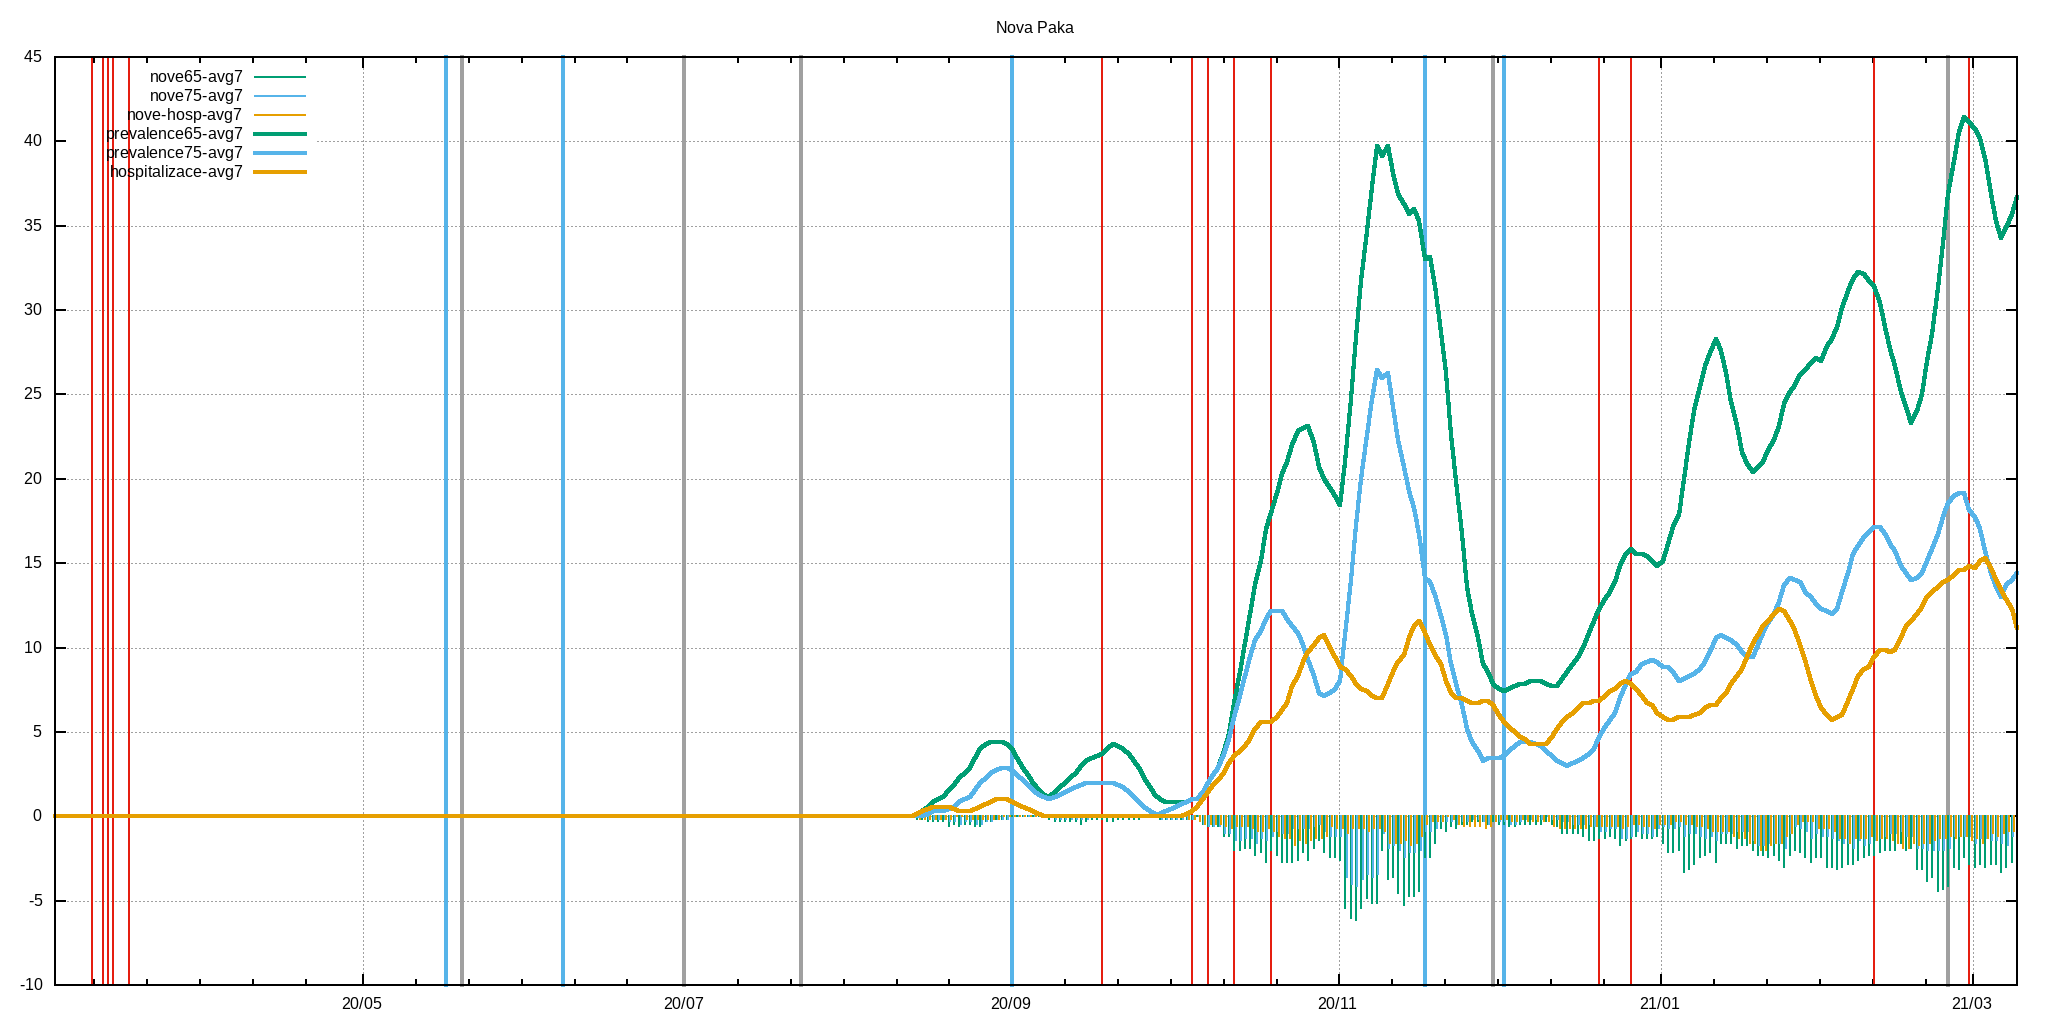 Nova Paka
45
40
35
30
25
20
15
10
5
0
-5
-10
nove65-avg7
nove75-avg7
nove-hosp-avg7
prevalence65-avg7
prevalence75-avg7
hospitalizace-avg7
20/05 20/07 20/09 20/11 21/01 21/03